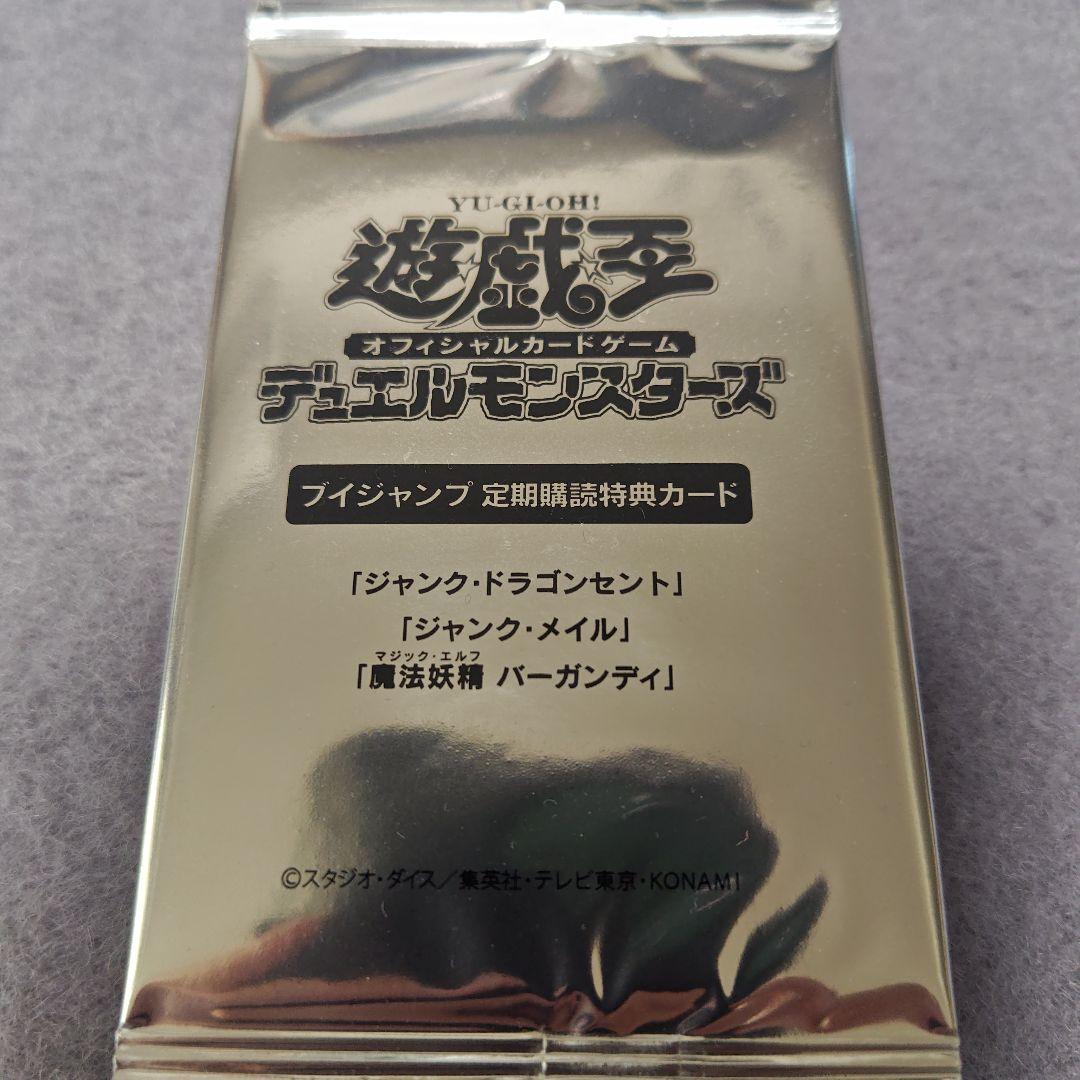 YU-GI-OH!
遊戯王
オフィシャルカードゲーム
デュエルモンスターズ
ブイジャンプ 定期購読特典カード
「ジャンク・ドラゴンセント」
「ジャンク・メイル」
マジック・エルフ
「魔法妖精 バーガンディ」
©スタジオ・ダイス／集英社・テレビ東京・KONAMI